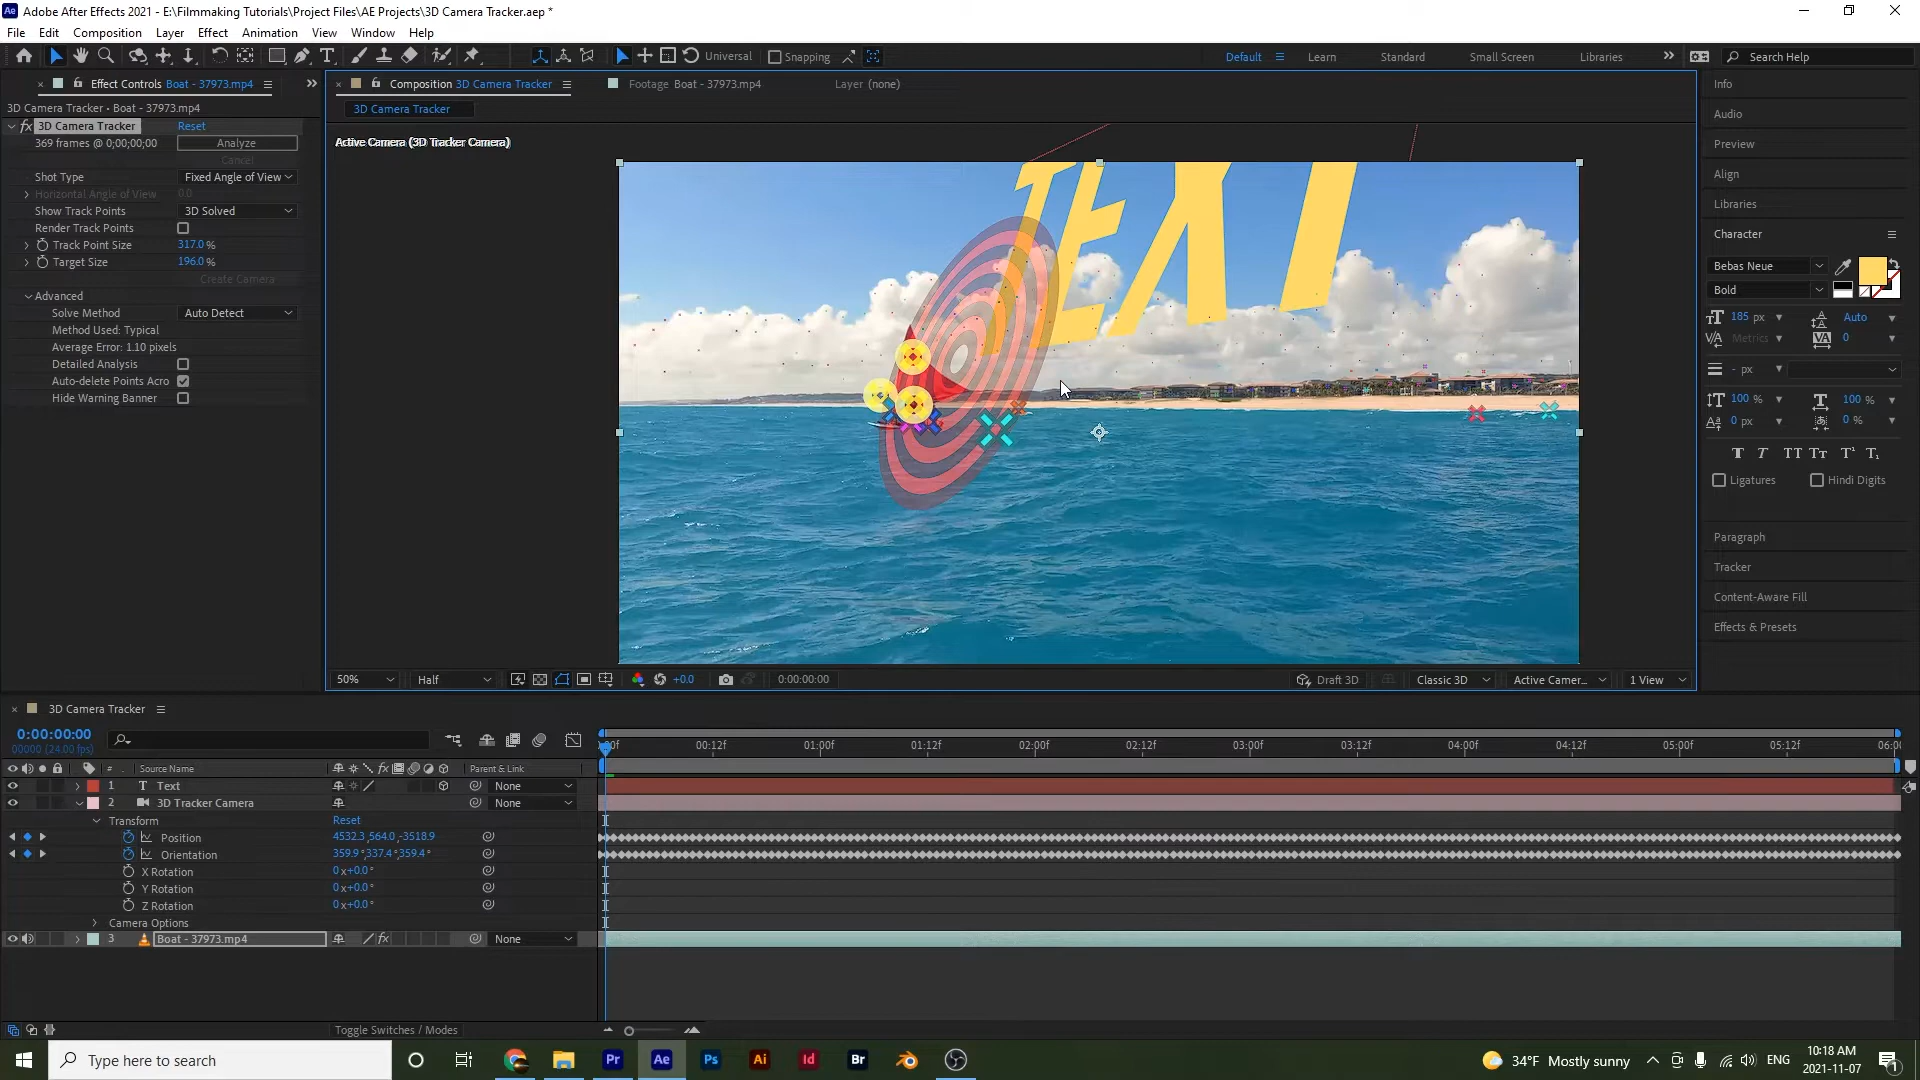 Adobe After Effects 2021 - E:\Filmmaking Tutorials\Project Files\AE Projects\3D Camera Tracker.aep *
File Edit Composition Layer Effect Animation View Window Help
Universal Snapping Default Learn Standard Small Screen Libraries Search Help
Effect Controls Boat - 37973.mp4
3D Camera Tracker • Boat - 37973.mp4
fx 3D Camera Tracker Reset
369 frames @ 0;00;00;00 Analyze
Cancel
Shot Type Fixed Angle of View
Horizontal Angle of View 0.0
Show Track Points 3D Solved
Render Track Points
Track Point Size 317.0 %
Target Size 196.0 %
Create Camera
Advanced
Solve Method Auto Detect
Method Used: Typical
Average Error: 1.10 pixels
Detailed Analysis
Auto-delete Points Acro
Hide Warning Banner
Composition 3D Camera Tracker Footage Boat - 37973.mp4 Layer (none)
3D Camera Tracker
Active Camera (3D Tracker Camera)
TEXT
50% Half +0.0 0:00:00:00 Draft 3D Classic 3D Active Camer... 1 View
Info
Audio
Preview
Align
Libraries
Character
Bebas Neue
Bold
185 px Auto
Metrics 0
- px
100 % 100 %
0 px 0 %
T T TT Tt T¹ T₁
Ligatures Hindi Digits
Paragraph
Tracker
Content-Aware Fill
Effects & Presets
3D Camera Tracker
0:00:00:00
00000 (24.00 fps)
:00f 00:12f 01:00f 01:12f 02:00f 02:12f 03:00f 03:12f 04:00f 04:12f 05:00f 05:12f 06:0
# Source Name Parent & Link
1 T Text None
2 3D Tracker Camera None
Transform Reset
Position 4532.3,564.0,-3518.9
Orientation 359.9°,337.4°,359.4°
X Rotation 0x+0.0°
Y Rotation 0x+0.0°
Z Rotation 0x+0.0°
Camera Options
3 Boat - 37973.mp4 fx None
Toggle Switches / Modes
Type here to search Pr Ae Ps Ai Id Br 34°F Mostly sunny ENG 10:18 AM
2021-11-07 1